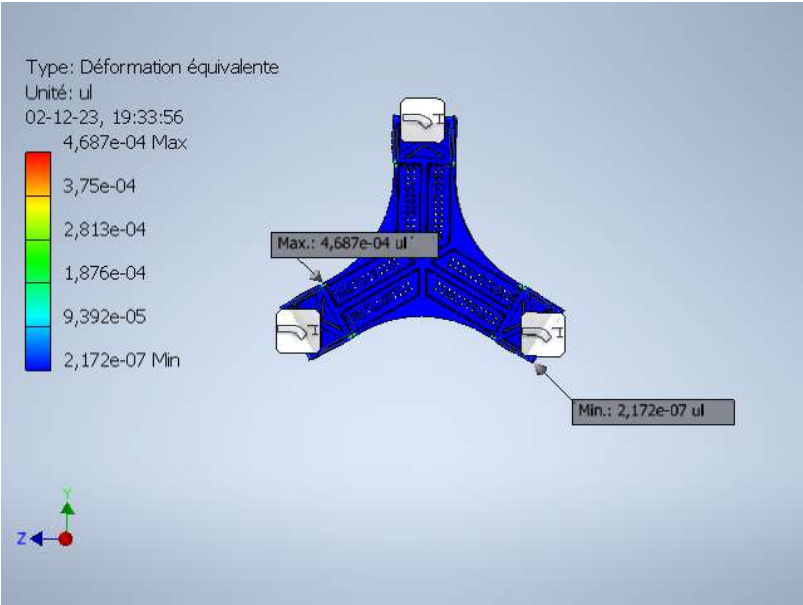 Type: Déformation équivalente
Unité: ul
02-12-23, 19:33:56
4,687e-04 Max
3,75e-04
2,813e-04
1,876e-04
9,392e-05
2,172e-07 Min
Max.: 4,687e-04 ul
Min.: 2,172e-07 ul
Y
Z